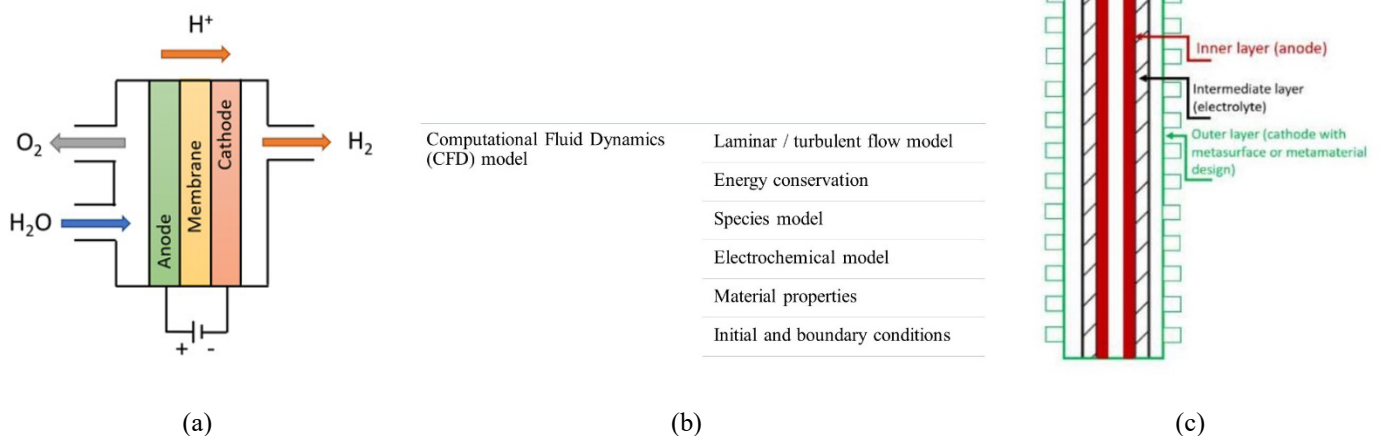 H⁺
O₂
H₂
H₂O
Anode
Membrane
Cathode
+ -
(a)
Computational Fluid Dynamics
(CFD) model
Laminar / turbulent flow model
Energy conservation
Species model
Electrochemical model
Material properties
Initial and boundary conditions
(b)
Inner layer (anode)
Intermediate layer
(electrolyte)
Outer layer (cathode with
metasurface or metamaterial
design)
(c)